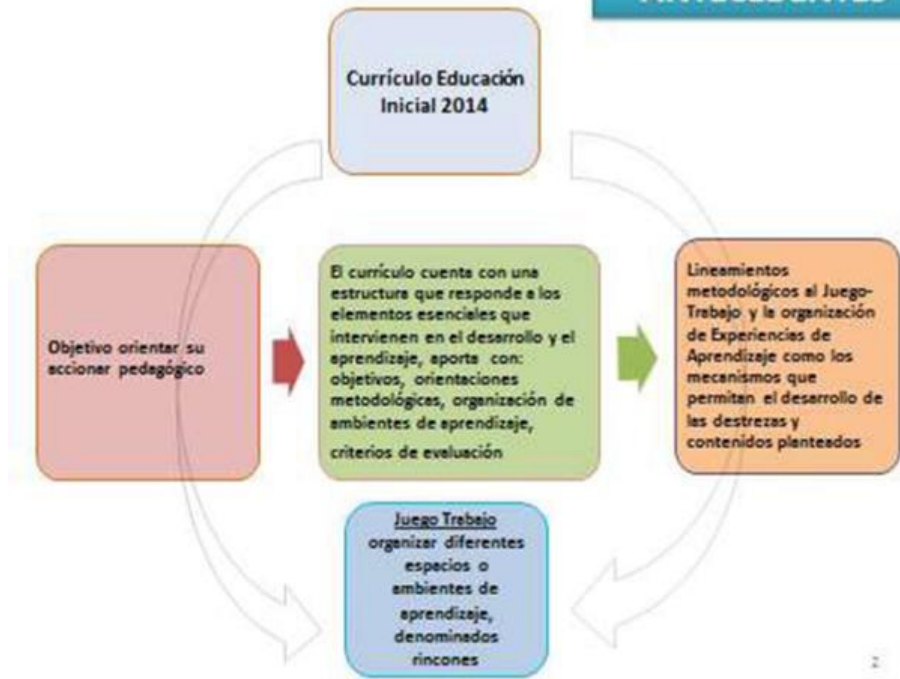 Currículo Educación
Inicial 2014
Objetivo orientar su
accionar pedagógico
El currículo cuenta con una
estructura que responde a los
elementos esenciales que
intervienen en el desarrollo y el
aprendizaje, aporta con:
objetivos, orientaciones
metodológicas, organización de
ambientes de aprendizaje,
criterios de evaluación
Lineamientos
metodológicos al Juego-
Trabajo y la organización
de Experiencias de
Aprendizaje como los
mecanismos que
permitan el desarrollo de
las destrezas y
contenidos planteados
Juego Trabajo
organizar diferentes
espacios o
ambientes de
aprendizaje,
denominados
rincones
2